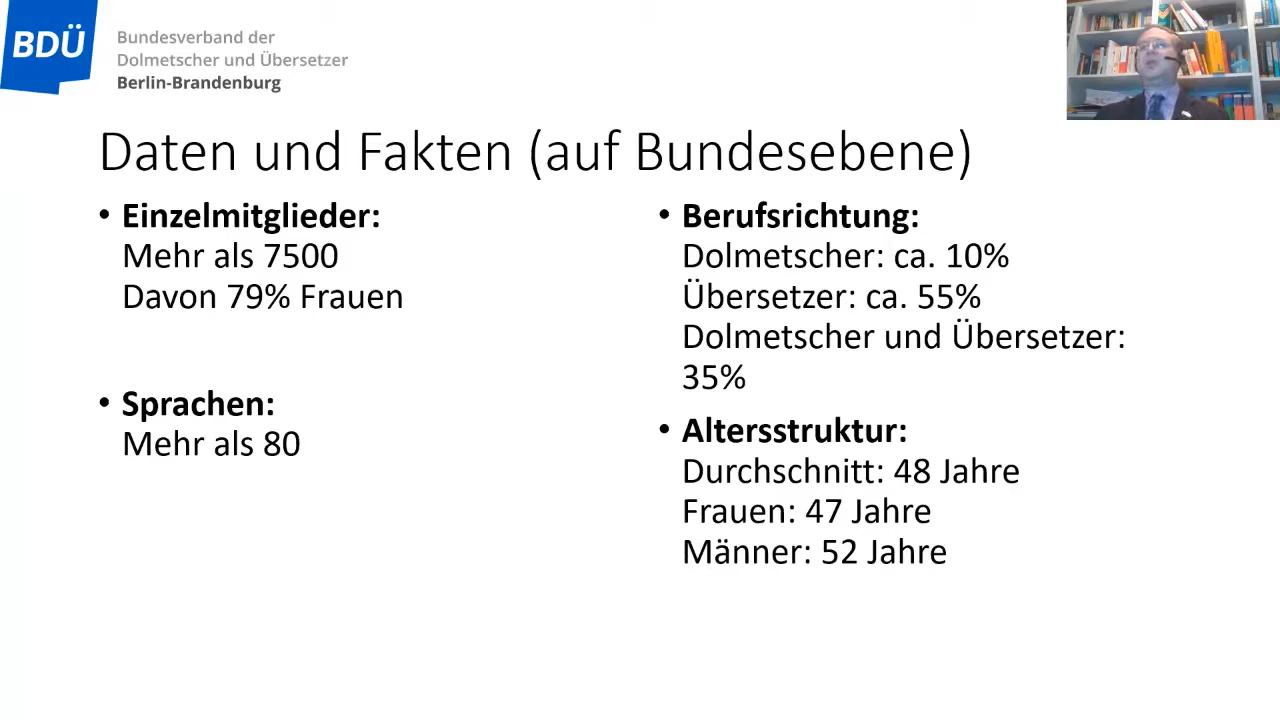 BDÜ
Bundesverband der
Dolmetscher und Übersetzer
Berlin-Brandenburg
Daten und Fakten (auf Bundesebene)
• Einzelmitglieder:
Mehr als 7500
Davon 79% Frauen
• Sprachen:
Mehr als 80
• Berufsrichtung:
Dolmetscher: ca. 10%
Übersetzer: ca. 55%
Dolmetscher und Übersetzer:
35%
• Altersstruktur:
Durchschnitt: 48 Jahre
Frauen: 47 Jahre
Männer: 52 Jahre